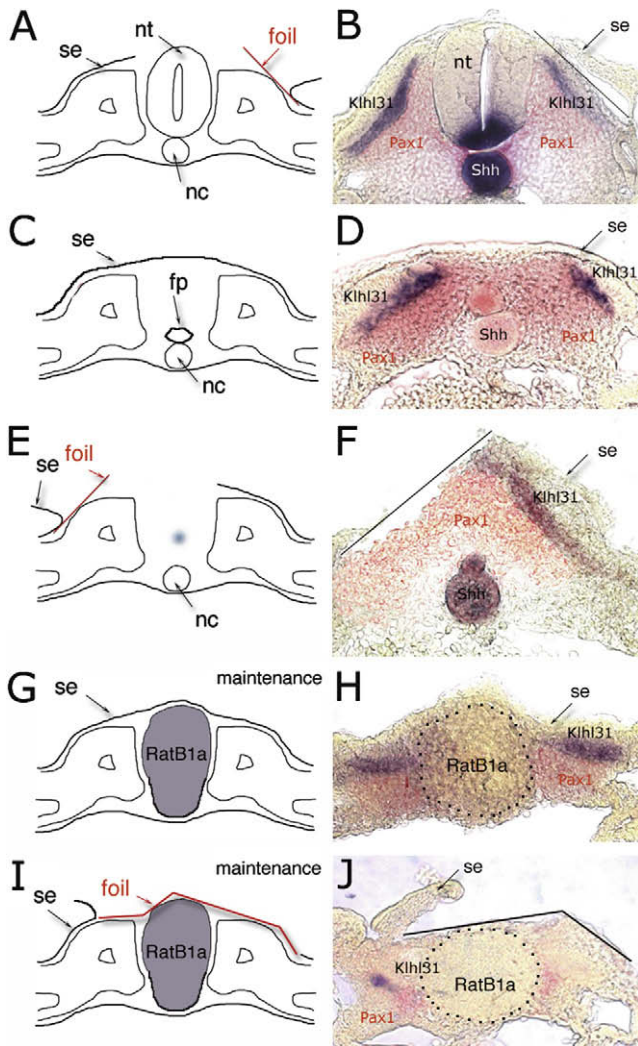 A
se
nt
foil
nc
B
se
nt
Klhl31
Klhl31
Pax1
Pax1
Shh
C
se
fp
nc
D
se
Klhl31
Klhl31
Shh
Pax1
Pax1
E
foil
se
nc
F
se
Klhl31
Pax1
Shh
G
maintenance
se
RatB1a
H
se
Klhl31
RatB1a
Pax1
I
maintenance
foil
se
RatB1a
J
se
Klhl31
RatB1a
Pax1